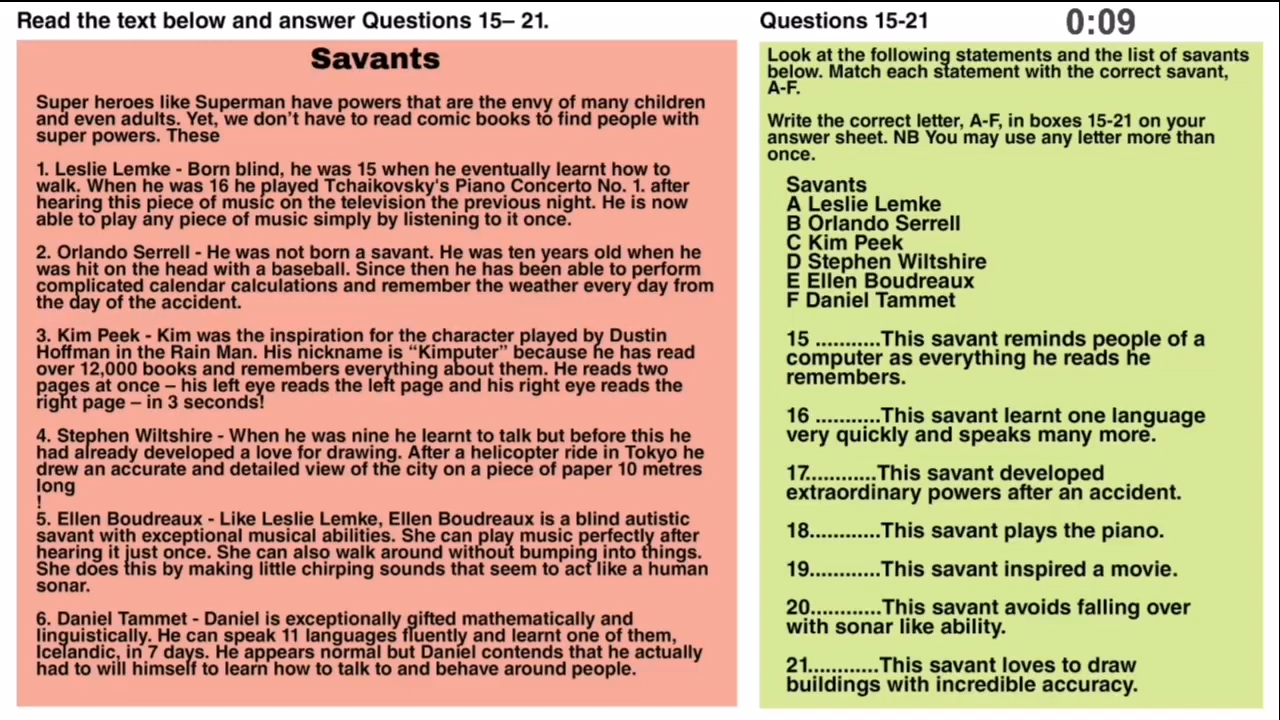 Read the text below and answer Questions 15– 21.
Savants
Super heroes like Superman have powers that are the envy of many children
and even adults. Yet, we don't have to read comic books to find people with
super powers. These
1. Leslie Lemke - Born blind, he was 15 when he eventually learnt how to
walk. When he was 16 he played Tchaikovsky's Piano Concerto No. 1. after
hearing this piece of music on the television the previous night. He is now
able to play any piece of music simply by listening to it once.
2. Orlando Serrell - He was not born a savant. He was ten years old when he
was hit on the head with a baseball. Since then he has been able to perform
complicated calendar calculations and remember the weather every day from
the day of the accident.
3. Kim Peek - Kim was the inspiration for the character played by Dustin
Hoffman in the Rain Man. His nickname is “Kimputer” because he has read
over 12,000 books and remembers everything about them. He reads two
pages at once – his left eye reads the left page and his right eye reads the
right page – in 3 seconds!
4. Stephen Wiltshire - When he was nine he learnt to talk but before this he
had already developed a love for drawing. After a helicopter ride in Tokyo he
drew an accurate and detailed view of the city on a piece of paper 10 metres
long
!
5. Ellen Boudreaux - Like Leslie Lemke, Ellen Boudreaux is a blind autistic
savant with exceptional musical abilities. She can play music perfectly after
hearing it just once. She can also walk around without bumping into things.
She does this by making little chirping sounds that seem to act like a human
sonar.
6. Daniel Tammet - Daniel is exceptionally gifted mathematically and
linguistically. He can speak 11 languages fluently and learnt one of them,
Icelandic, in 7 days. He appears normal but Daniel contends that he actually
had to will himself to learn how to talk to and behave around people.
Questions 15-21
0:09
Look at the following statements and the list of savants
below. Match each statement with the correct savant,
A-F.
Write the correct letter, A-F, in boxes 15-21 on your
answer sheet. NB You may use any letter more than
once.
Savants
A Leslie Lemke
B Orlando Serrell
C Kim Peek
D Stephen Wiltshire
E Ellen Boudreaux
F Daniel Tammet
15 ...........This savant reminds people of a
computer as everything he reads he
remembers.
16 ...........This savant learnt one language
very quickly and speaks many more.
17............This savant developed
extraordinary powers after an accident.
18............This savant plays the piano.
19............This savant inspired a movie.
20............This savant avoids falling over
with sonar like ability.
21............This savant loves to draw
buildings with incredible accuracy.